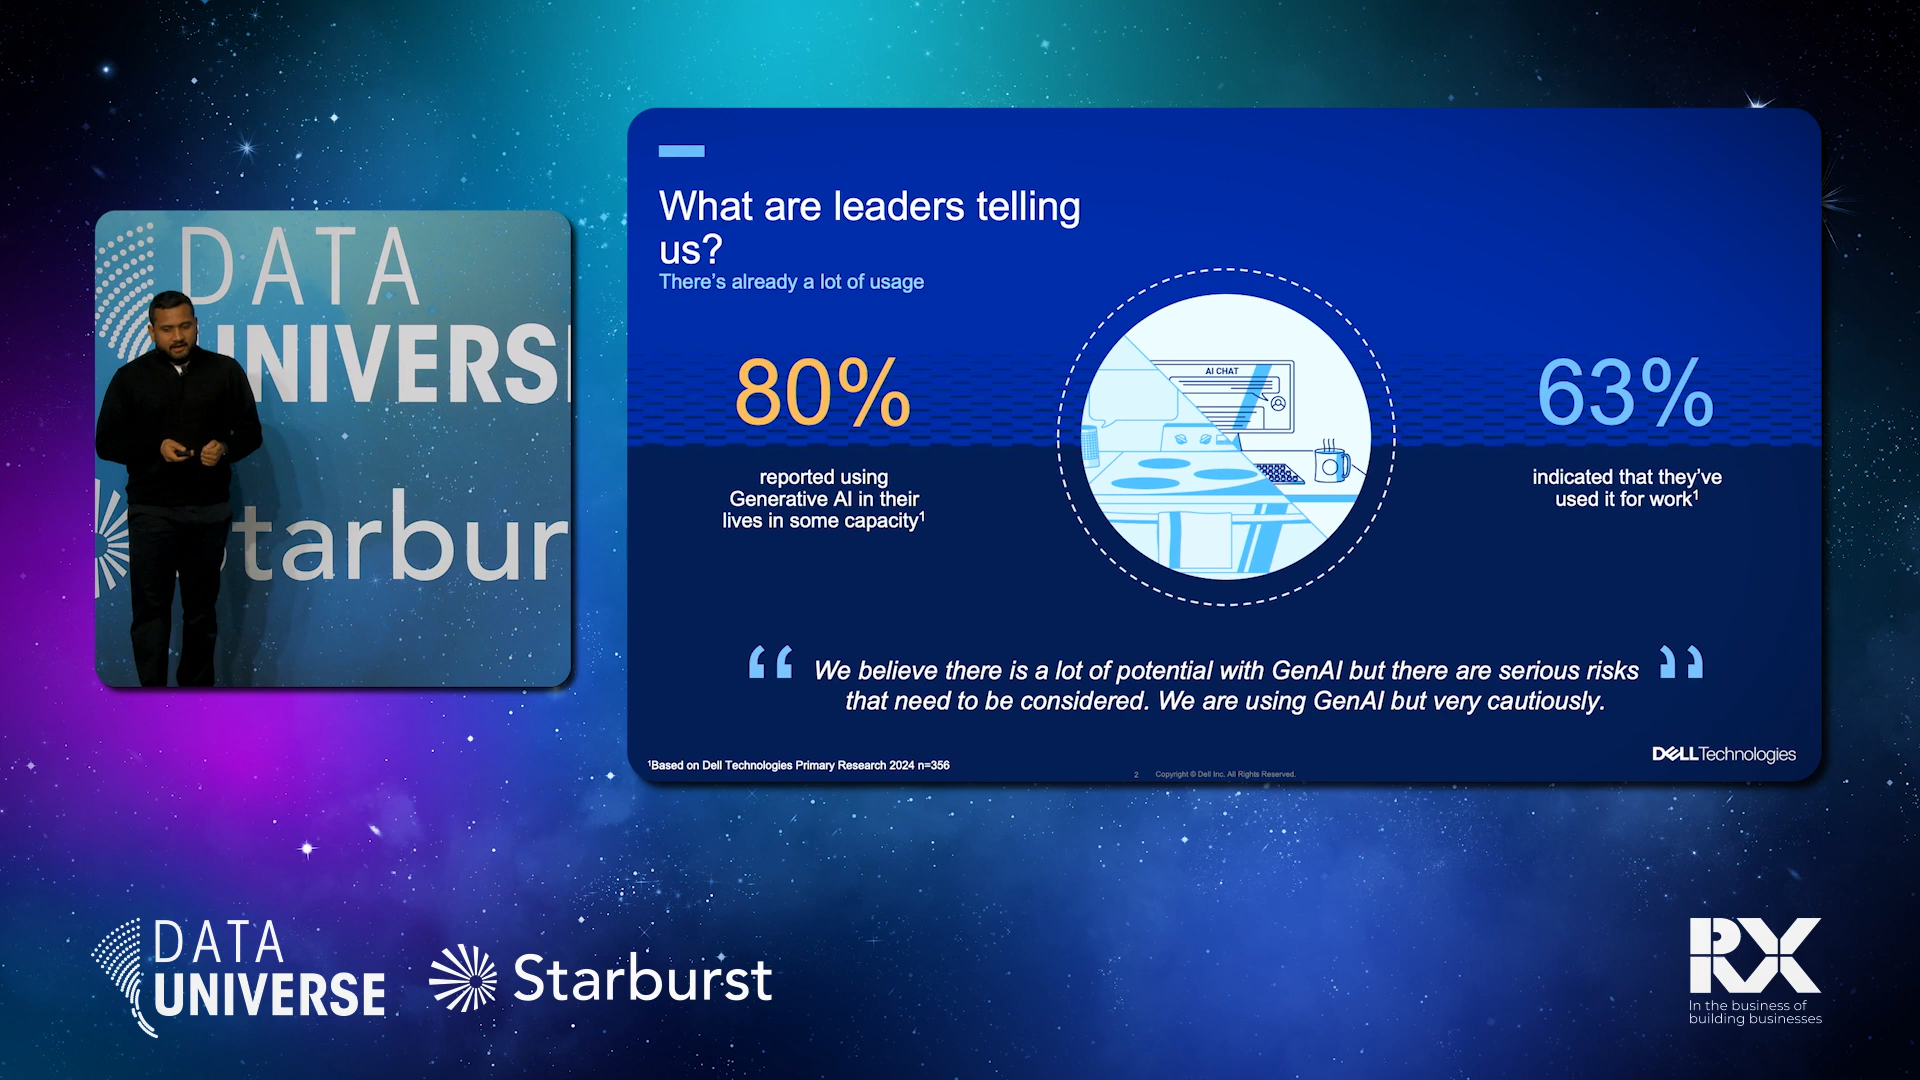 DATA
UNIVERS
Starbur
What are leaders telling
us?
There's already a lot of usage
80%
reported using
Generative AI in their
lives in some capacity¹
AI CHAT
63%
indicated that they've
used it for work¹
“ We believe there is a lot of potential with GenAI but there are serious risks ”
that need to be considered. We are using GenAI but very cautiously.
¹Based on Dell Technologies Primary Research 2024 n=356
2 Copyright © Dell Inc. All Rights Reserved.
DELLTechnologies
DATA
UNIVERSE
Starburst
RX
In the business of
building businesses